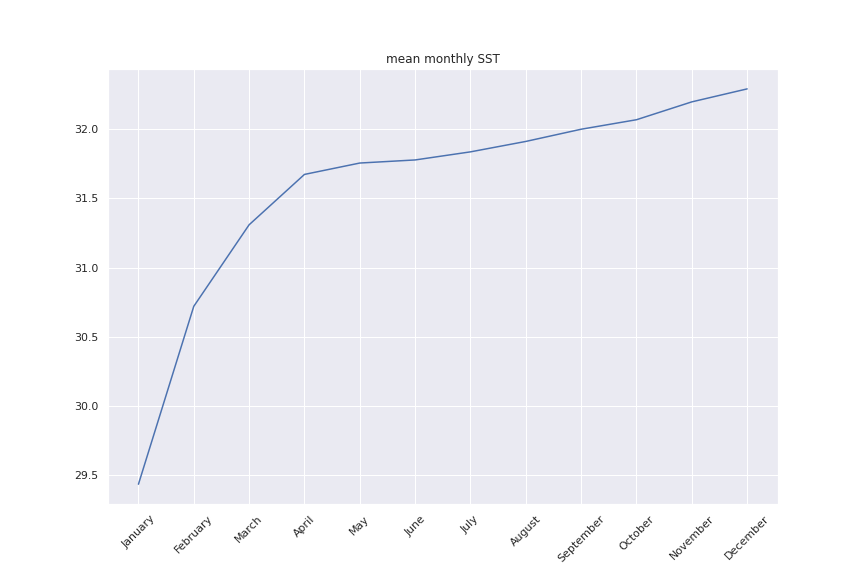 mean monthly SST
32.0
31.5
31.0
30.5
30.0
29.5
January
February
March
April
May
June
July
August
September
October
November
December